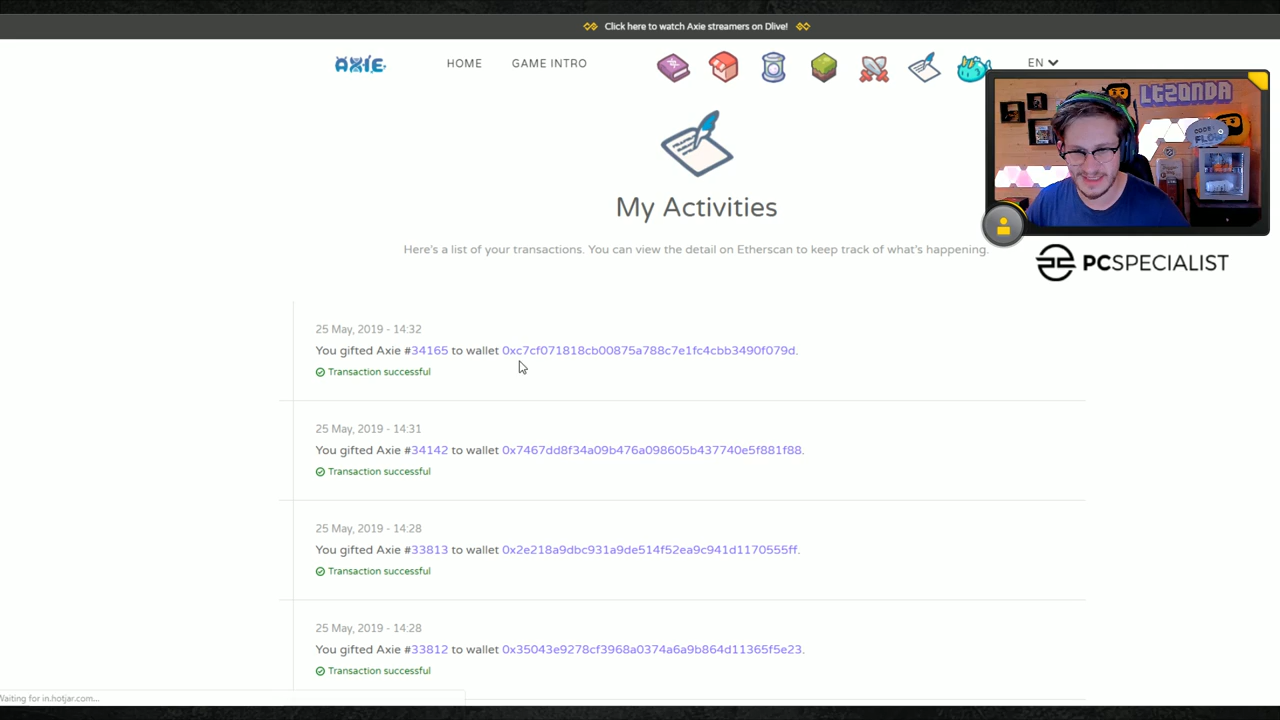 Click here to watch Axie streamers on Dlive!
AXIE
HOME
GAME INTRO
EN
LTZONDA
CODE
FLOW
PCSPECIALIST
My Activities
Here's a list of your transactions. You can view the detail on Etherscan to keep track of what's happening.
25 May, 2019 - 14:32
You gifted Axie #34165 to wallet 0xc7cf071818cb00875a788c7e1fc4cbb3490f079d.
Transaction successful
25 May, 2019 - 14:31
You gifted Axie #34142 to wallet 0x7467dd8f34a09b476a098605b437740e5f881f88.
Transaction successful
25 May, 2019 - 14:28
You gifted Axie #33813 to wallet 0x2e218a9dbc931a9de514f52ea9c941d1170555ff.
Transaction successful
25 May, 2019 - 14:28
You gifted Axie #33812 to wallet 0x35043e9278cf3968a0374a6a9b864d11365f5e23.
Transaction successful
Waiting for in.hotjar.com...